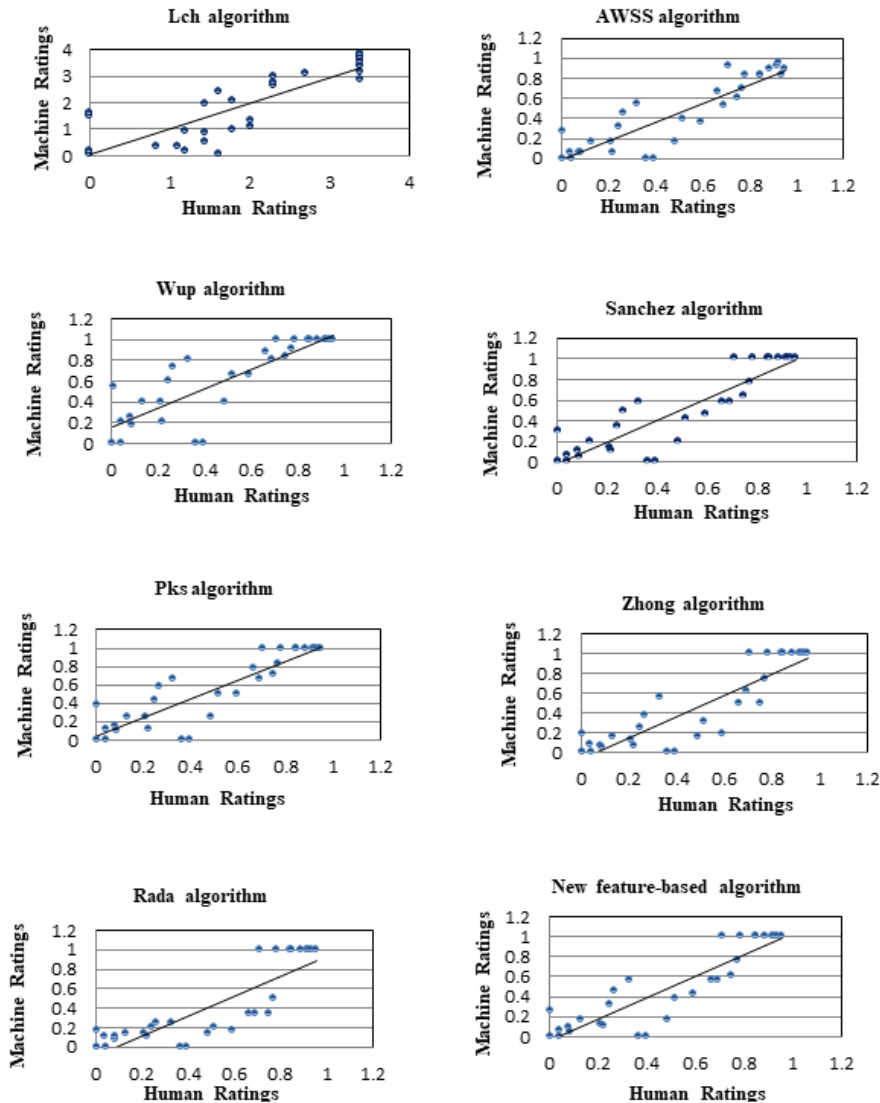 Lch algorithm
Machine Ratings
4
3
2
1
0
0 1 2 3 4
Human Ratings
AWSS algorithm
Machine Ratings
1.2
1
0.8
0.6
0.4
0.2
0
0 0.2 0.4 0.6 0.8 1 1.2
Human Ratings
Wup algorithm
Machine Ratings
1.2
1
0.8
0.6
0.4
0.2
0
0 0.2 0.4 0.6 0.8 1 1.2
Human Ratings
Sanchez algorithm
Machine Ratings
1.2
1
0.8
0.6
0.4
0.2
0
0 0.2 0.4 0.6 0.8 1 1.2
Human Ratings
Pks algorithm
Machine Ratings
1.2
1
0.8
0.6
0.4
0.2
0
0 0.2 0.4 0.6 0.8 1 1.2
Human Ratings
Zhong algorithm
Machine Ratings
1.2
1
0.8
0.6
0.4
0.2
0
0 0.2 0.4 0.6 0.8 1 1.2
Human Ratings
Rada algorithm
Machine Ratings
1.2
1
0.8
0.6
0.4
0.2
0
0 0.2 0.4 0.6 0.8 1 1.2
Human Ratings
New feature-based algorithm
Machine Ratings
1.2
1
0.8
0.6
0.4
0.2
0
0 0.2 0.4 0.6 0.8 1 1.2
Human Ratings